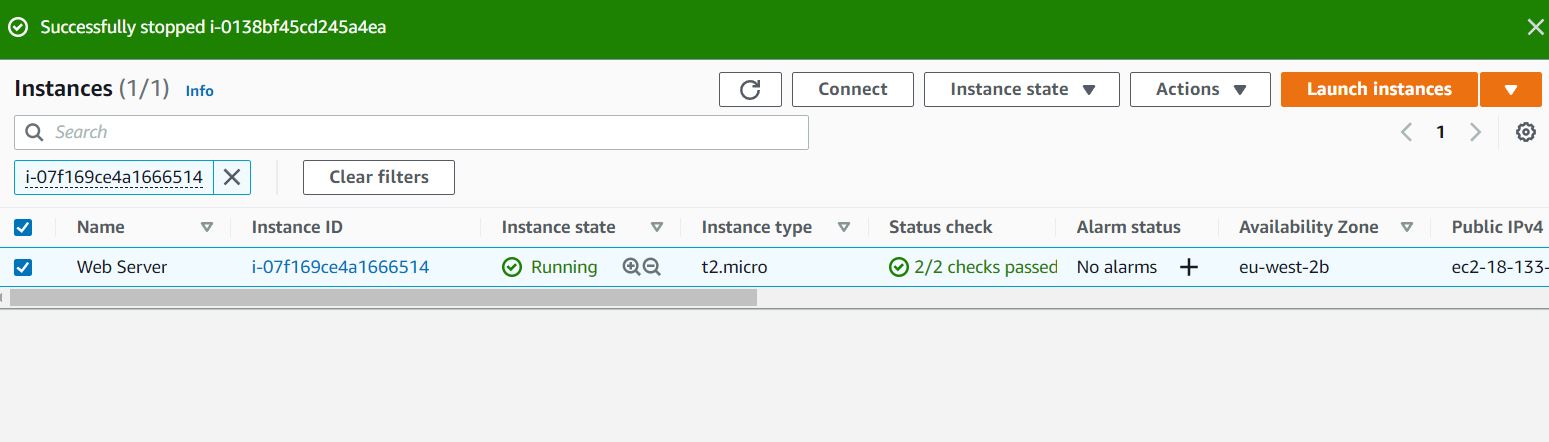 Successfully stopped i-0138bf45cd245a4ea
Instances (1/1) Info Connect Instance state Actions Launch instances
Search 1
i-07f169ce4a1666514 Clear filters
Name Instance ID Instance state Instance type Status check Alarm status Availability Zone Public IPv4
Web Server i-07f169ce4a1666514 Running t2.micro 2/2 checks passed No alarms eu-west-2b ec2-18-133-